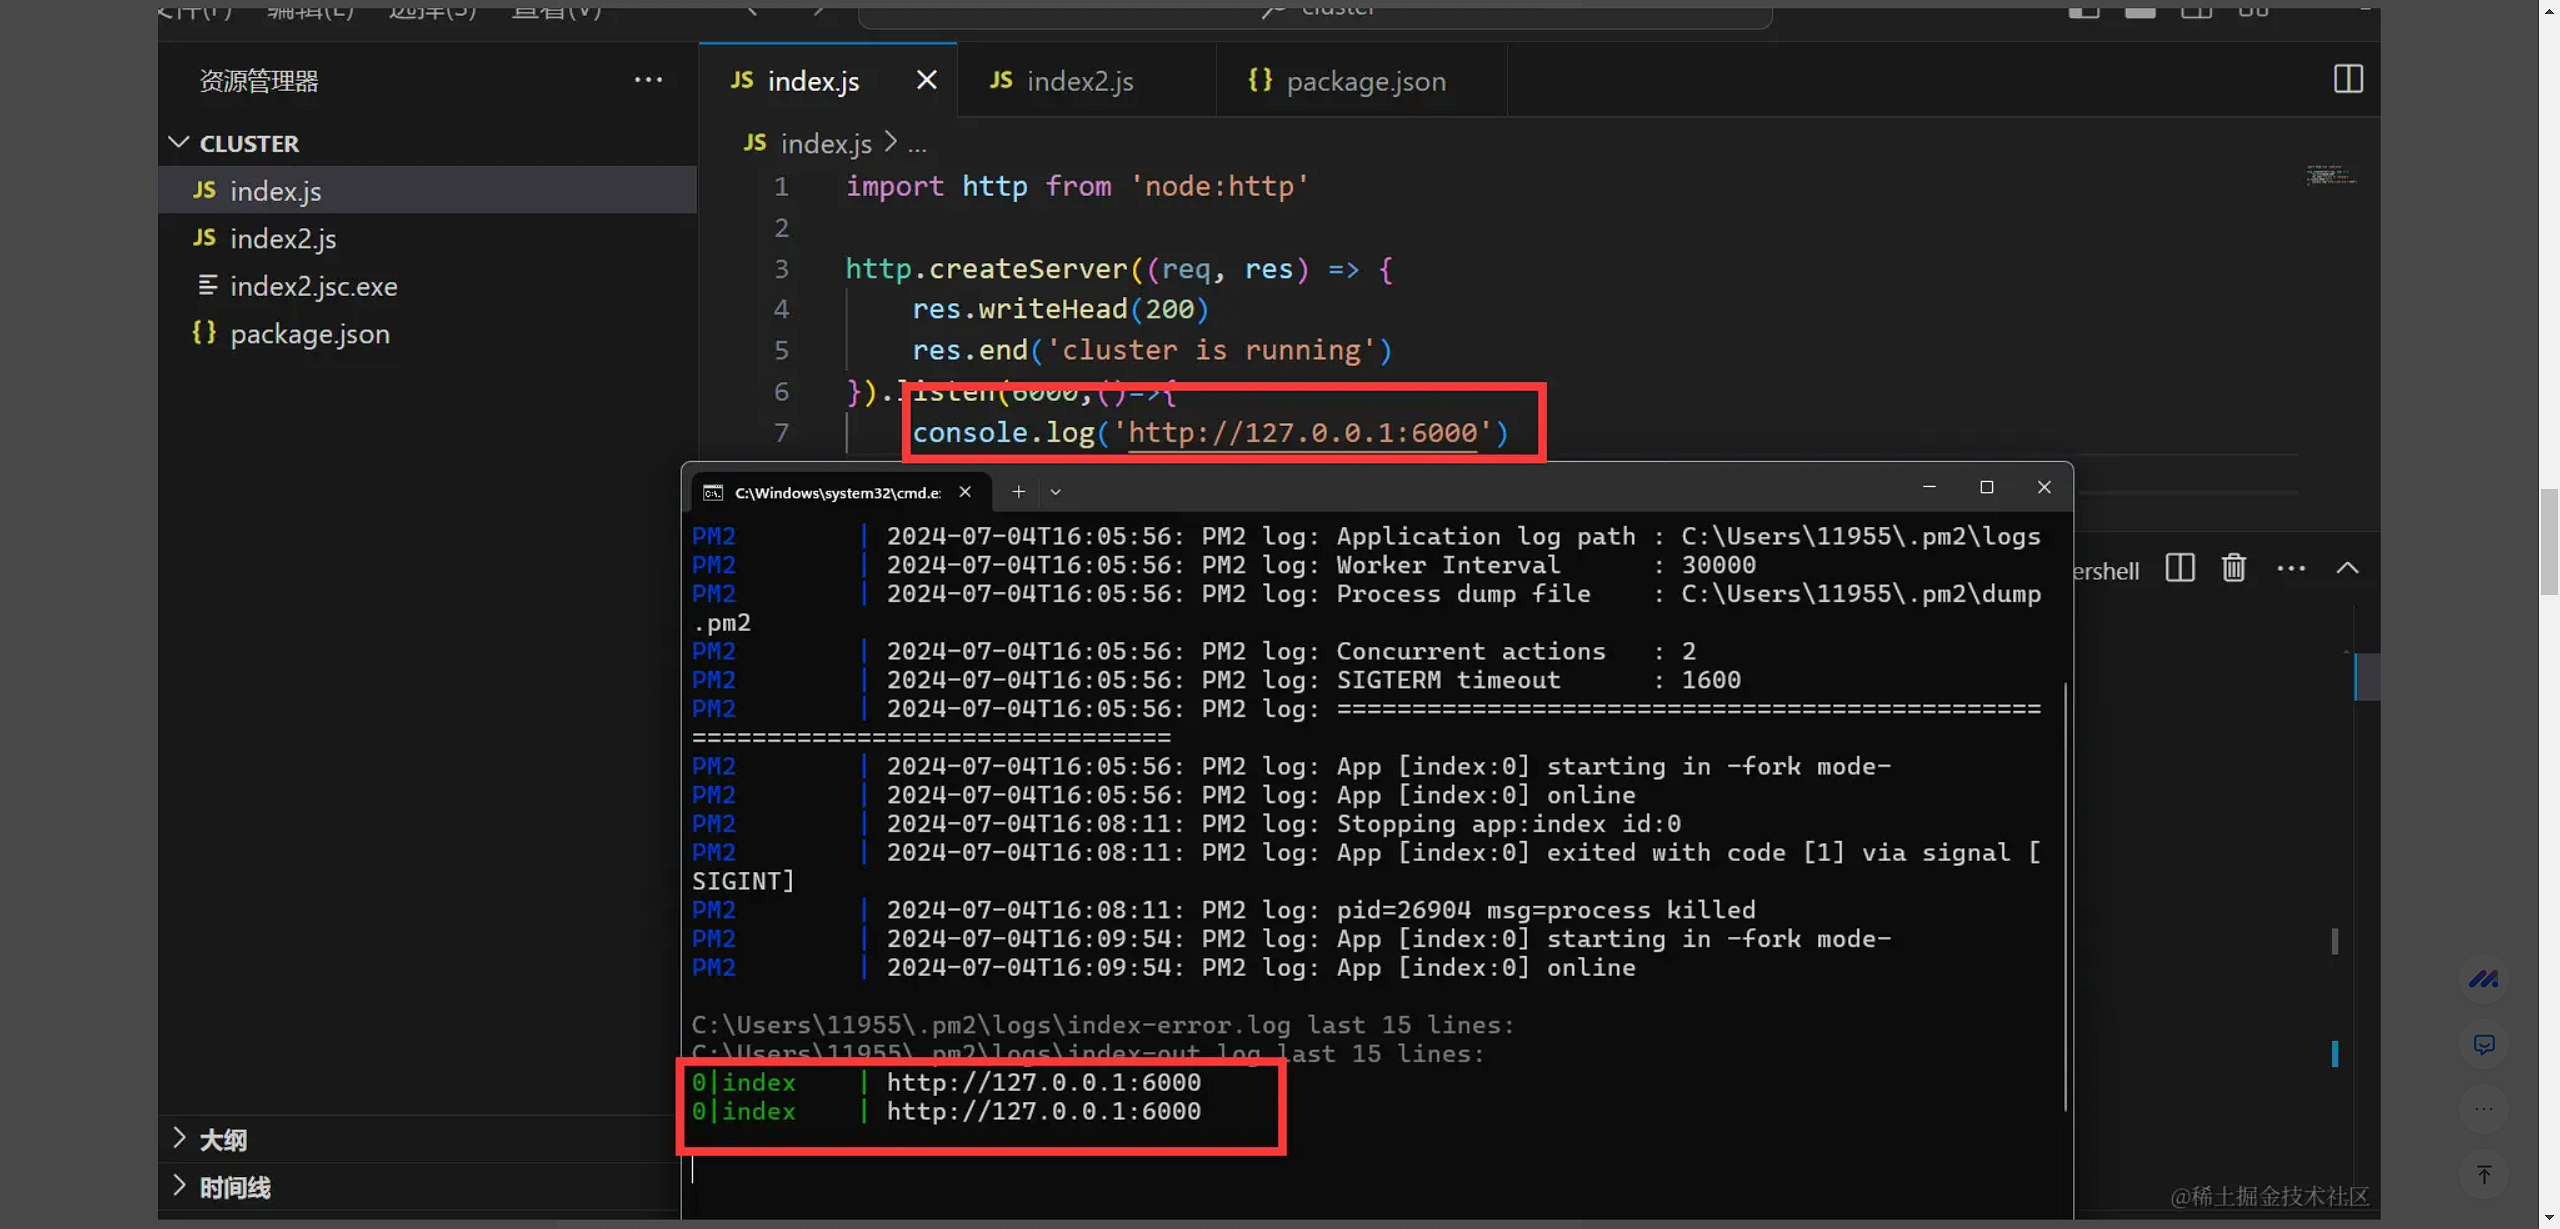 文件(F) 编辑(E) 选择(S) 查看(V)
cluster
资源管理器 ···
JS index.js
JS index2.js
{} package.json
CLUSTER
JS index.js
JS index2.js
index2.jsc.exe
{} package.json
JS index.js > ...
1 import http from 'node:http'
2
3 http.createServer((req, res) => {
4 res.writeHead(200)
5 res.end('cluster is running')
6 }).listen(6000,()=>{
7 console.log('http://127.0.0.1:6000')
C:\Windows\system32\cmd.e
ershell
PM2 | 2024-07-04T16:05:56: PM2 log: Application log path : C:\Users\11955\.pm2\logs
PM2 | 2024-07-04T16:05:56: PM2 log: Worker Interval : 30000
PM2 | 2024-07-04T16:05:56: PM2 log: Process dump file : C:\Users\11955\.pm2\dump
.pm2
PM2 | 2024-07-04T16:05:56: PM2 log: Concurrent actions : 2
PM2 | 2024-07-04T16:05:56: PM2 log: SIGTERM timeout : 1600
PM2 | 2024-07-04T16:05:56: PM2 log: ===============================================
================================
PM2 | 2024-07-04T16:05:56: PM2 log: App [index:0] starting in -fork mode-
PM2 | 2024-07-04T16:05:56: PM2 log: App [index:0] online
PM2 | 2024-07-04T16:08:11: PM2 log: Stopping app:index id:0
PM2 | 2024-07-04T16:08:11: PM2 log: App [index:0] exited with code [1] via signal [
SIGINT]
PM2 | 2024-07-04T16:08:11: PM2 log: pid=26904 msg=process killed
PM2 | 2024-07-04T16:09:54: PM2 log: App [index:0] starting in -fork mode-
PM2 | 2024-07-04T16:09:54: PM2 log: App [index:0] online
C:\Users\11955\.pm2\logs\index-error.log last 15 lines:
C:\Users\11955\.pm2\logs\index-out.log last 15 lines:
0|index | http://127.0.0.1:6000
0|index | http://127.0.0.1:6000
大纲
时间线
@稀土掘金技术社区